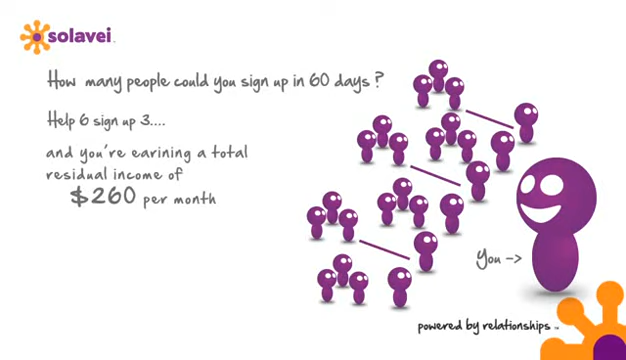 solavei
How many people could you sign up in 60 days?
Help 6 sign up 3....
and you're earining a total
residual income of
$260 per month
You ->
powered by relationships